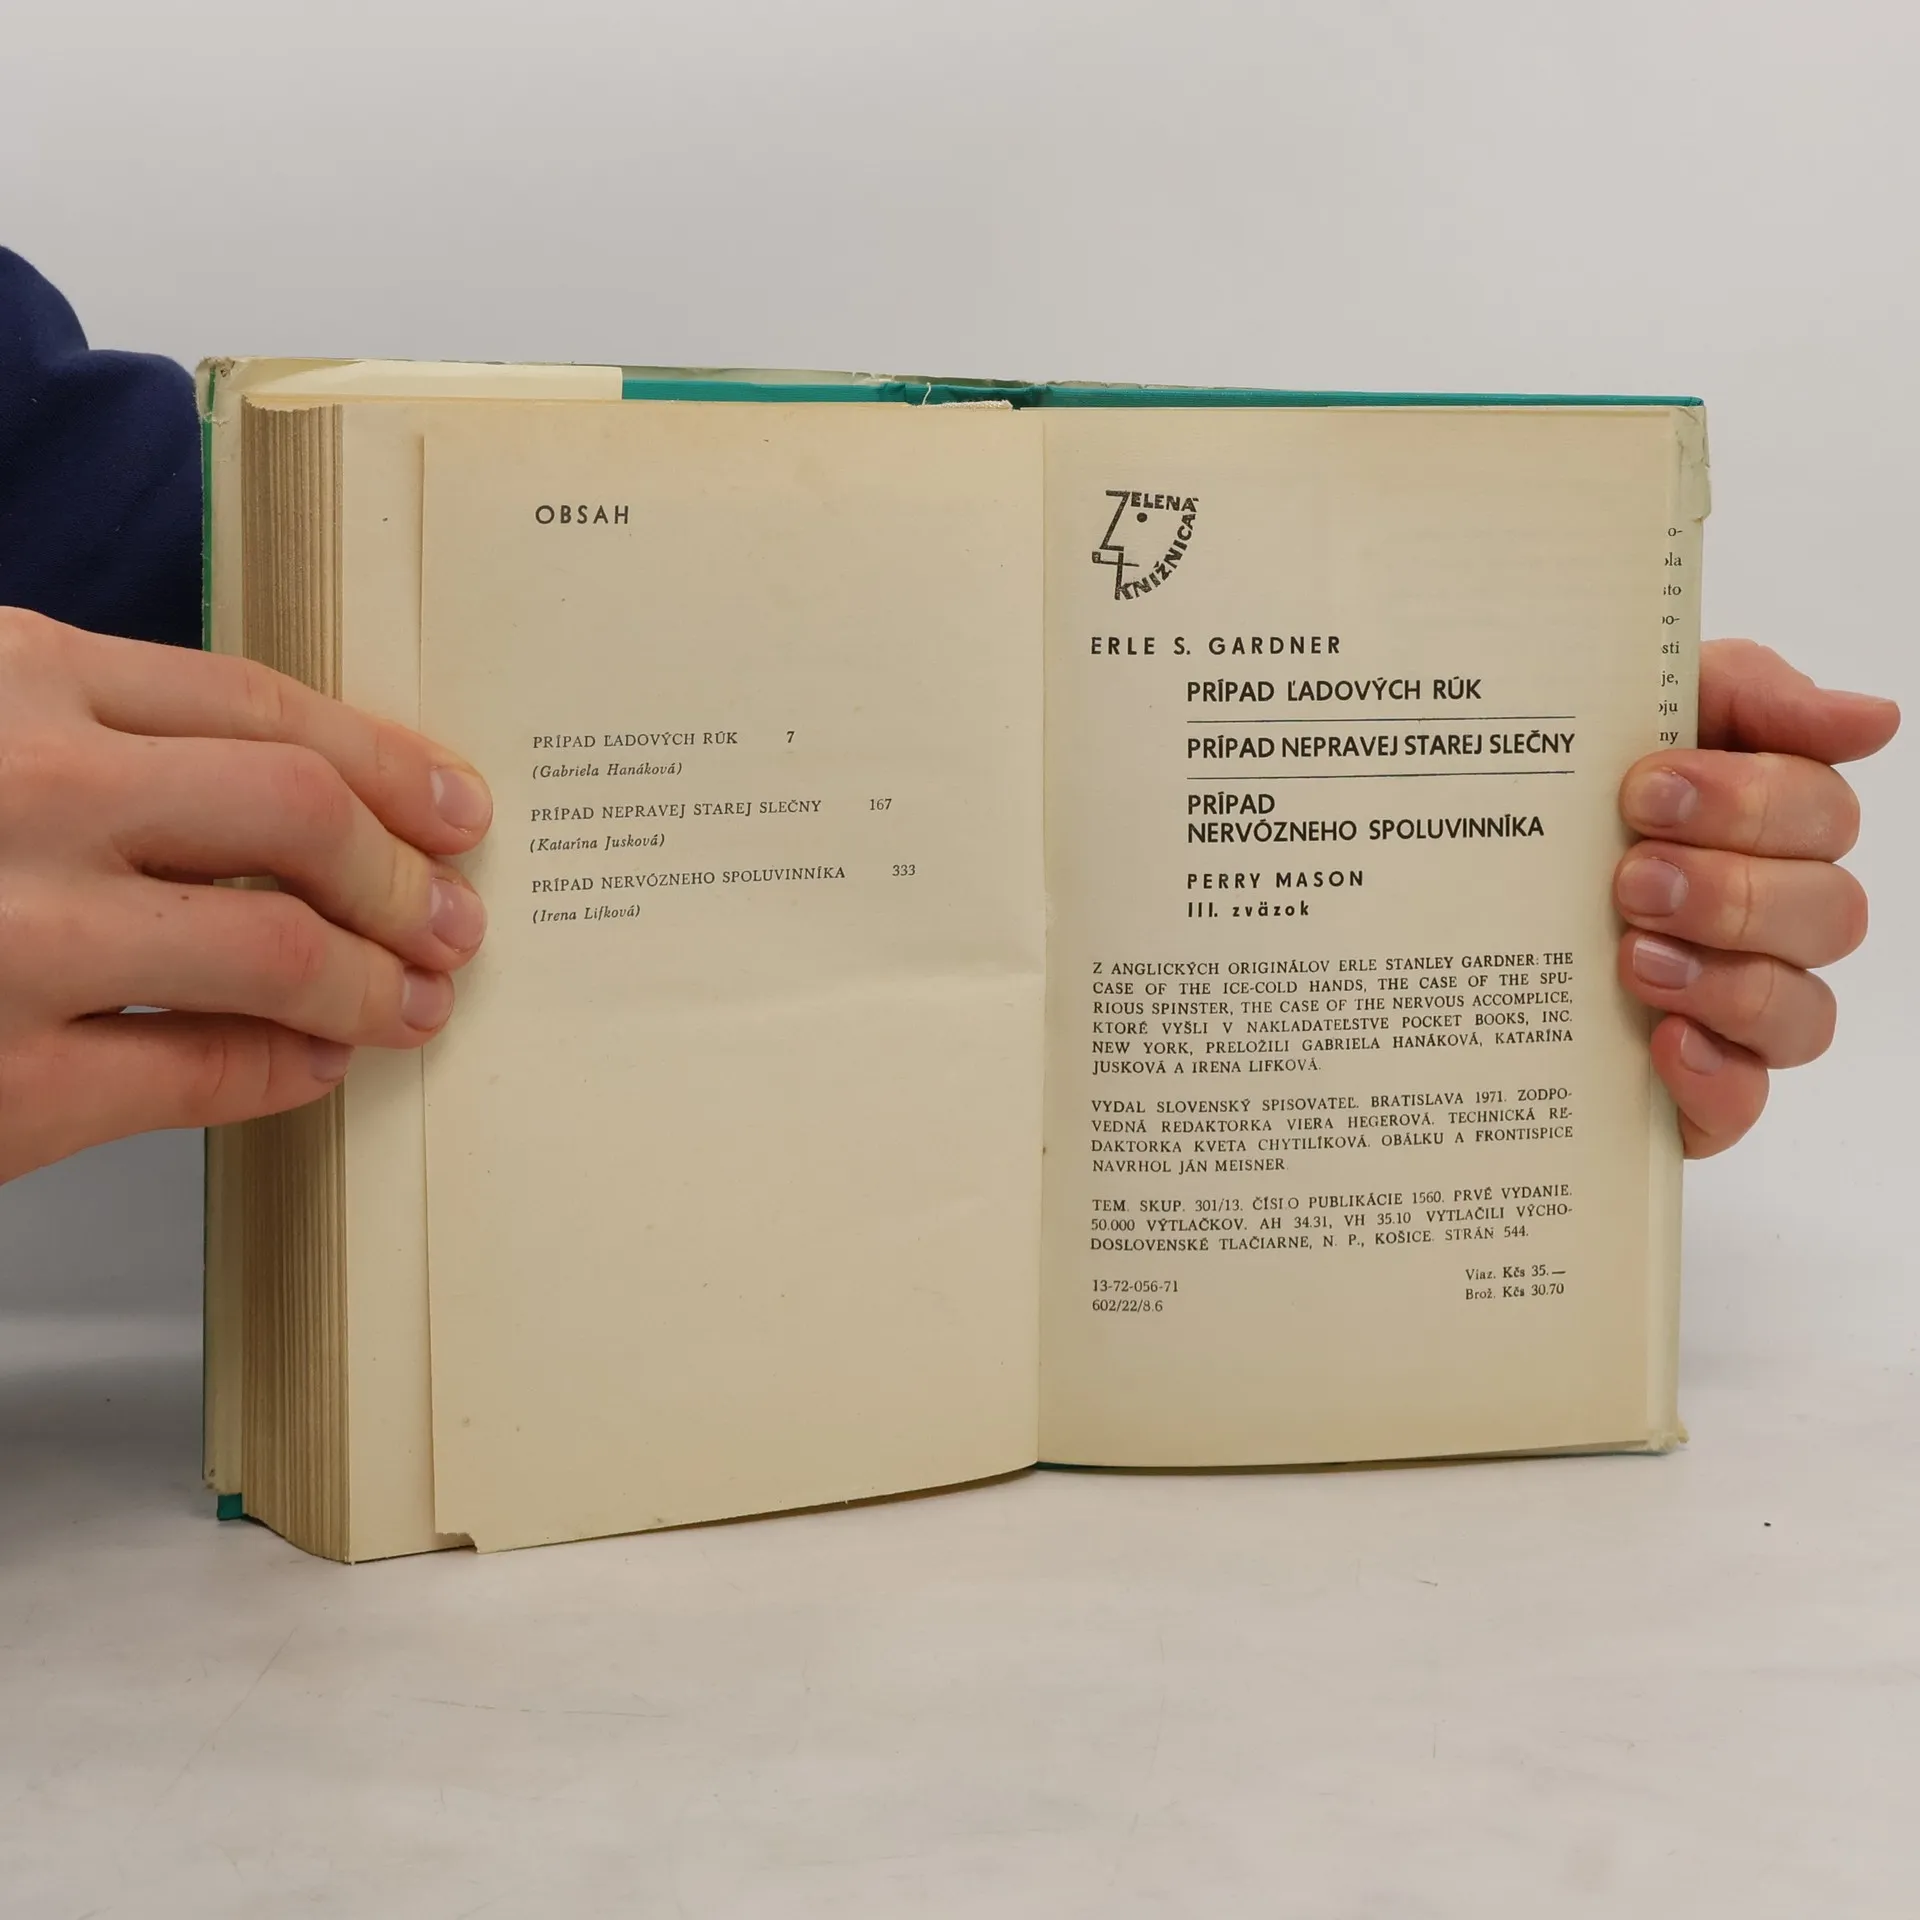 OBSAH
PRÍPAD ĽADOVÝCH RÚK 7
(Gabriela Hanáková)
PRÍPAD NEPRAVEJ STAREJ SLEČNY 167
(Katarína Jusková)
PRÍPAD NERVÓZNEHO SPOLUVINNÍKA 333
(Irena Lifková)
ZELENÁ
KNIŽNICA
ERLE S. GARDNER
PRÍPAD ĽADOVÝCH RÚK
PRÍPAD NEPRAVEJ STAREJ SLEČNY
PRÍPAD
NERVÓZNEHO SPOLUVINNÍKA
PERRY MASON
III. zväzok
Z ANGLICKÝCH ORIGINÁLOV ERLE STANLEY GARDNER: THE
CASE OF THE ICE-COLD HANDS, THE CASE OF THE SPU-
RIOUS SPINSTER, THE CASE OF THE NERVOUS ACCOMPLICE,
KTORÉ VYŠLI V NAKLADATEĽSTVE POCKET BOOKS, INC.
NEW YORK, PRELOŽILI GABRIELA HANÁKOVÁ, KATARÍNA
JUSKOVÁ A IRENA LIFKOVÁ.
VYDAL SLOVENSKÝ SPISOVATEĽ. BRATISLAVA 1971. ZODPO-
VEDNÁ REDAKTORKA VIERA HEGEROVÁ. TECHNICKÁ RE-
DAKTORKA KVETA CHYTILÍKOVÁ. OBÁLKU A FRONTISPICE
NAVRHOL JÁN MEISNER.
TEM. SKUP. 301/13. ČÍSLO PUBLIKÁCIE 1560. PRVÉ VYDANIE.
50.000 VÝTLAČKOV. AH 34.31, VH 35.10 VYTLAČILI VÝCHO-
DOSLOVENSKÉ TLAČIARNE, N. P., KOŠICE. STRÁN 544.
13-72-056-71
602/22/8.6
Viaz. Kčs 35.—
Brož. Kčs 30.70